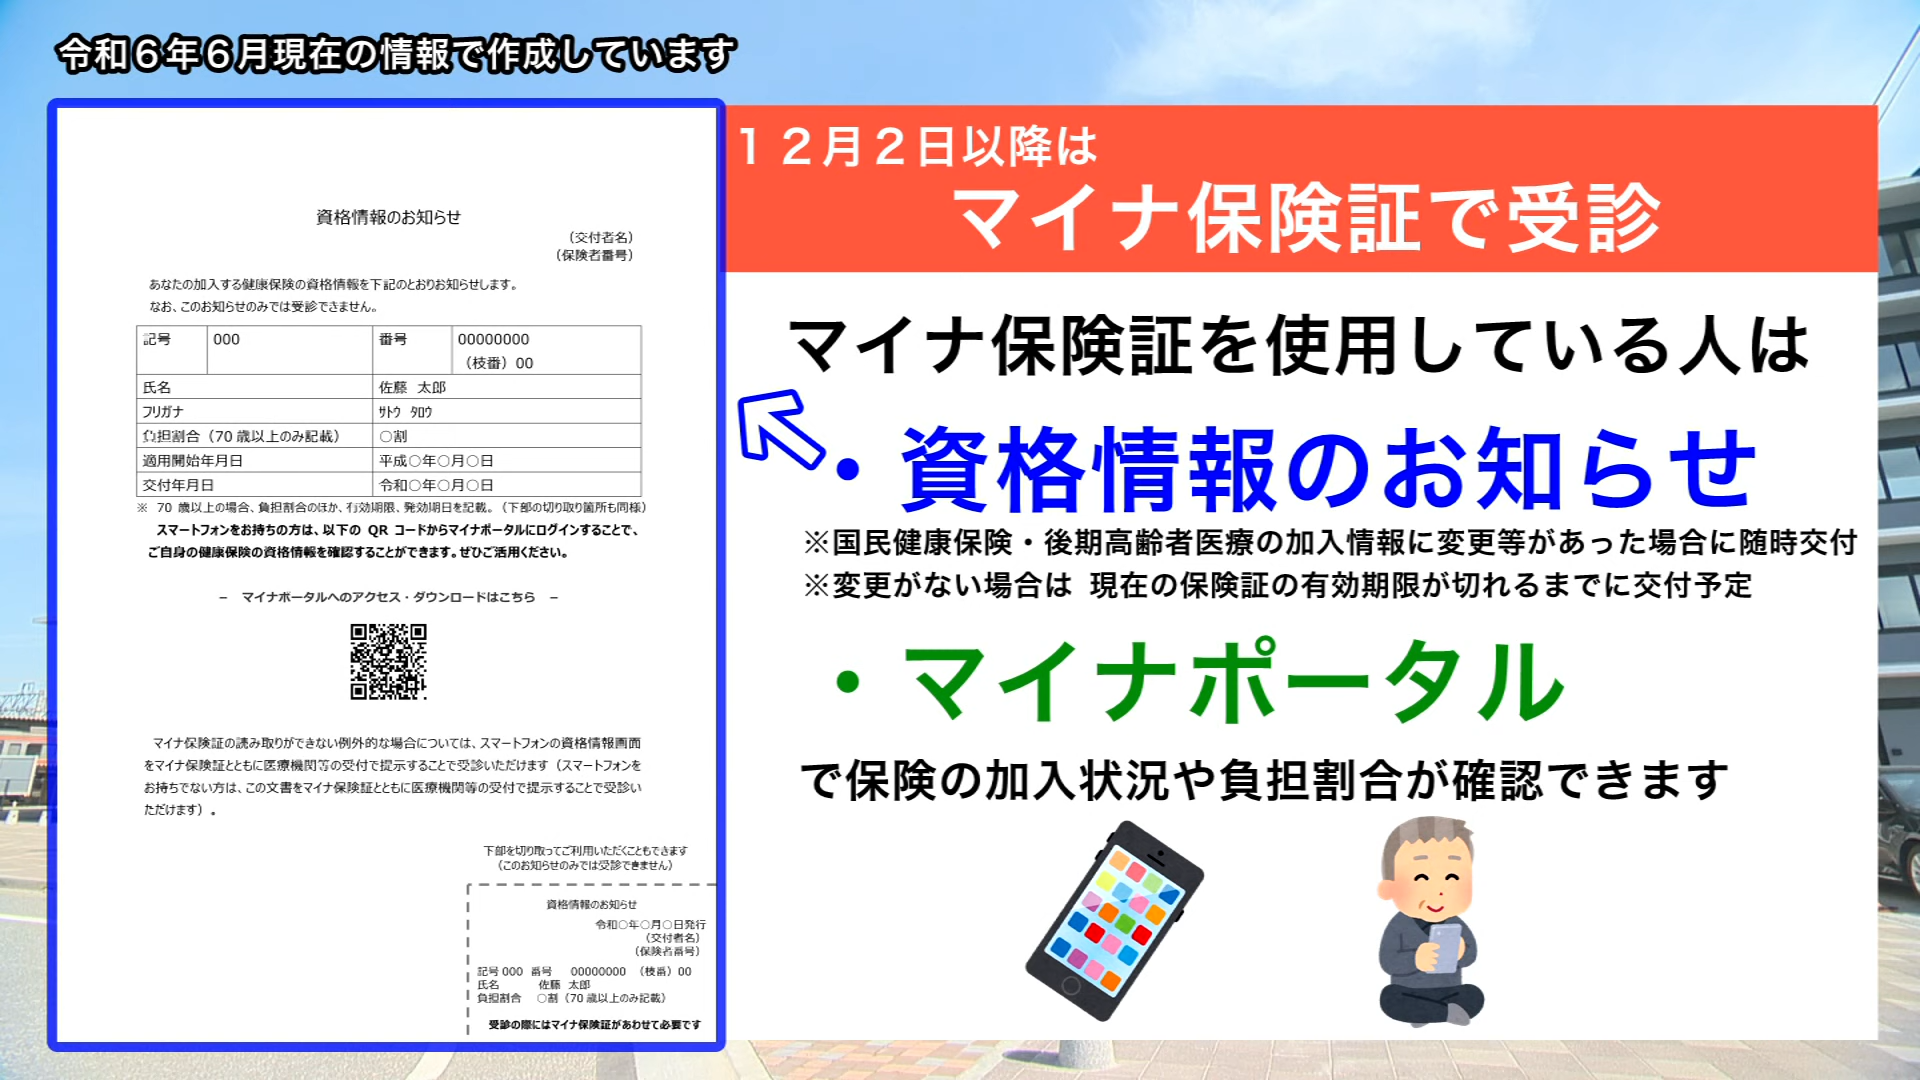 令和６年６月現在の情報で作成しています
資格情報のお知らせ
（交付者名）
（保険者番号）
あなたの加入する健康保険の資格情報を下記のとおりお知らせします。
なお、このお知らせのみでは受診できません。
記号 000 番号 00000000
（枝番）00
氏名 佐藤 太郎
フリガナ ｻﾄｳ ﾀﾛｳ
負担割合（70 歳以上のみ記載） ○割
適用開始年月日 平成○年○月○日
交付年月日 令和○年○月○日
※ 70 歳以上の場合、負担割合のほか、有効期限、発効期日を記載。（下部の切り取り箇所も同様）
スマートフォンをお持ちの方は、以下の QR コードからマイナポータルにログインすることで、
ご自身の健康保険の資格情報を確認することができます。ぜひご活用ください。
− マイナポータルへのアクセス・ダウンロードはこちら −
マイナ保険証の読み取りができない例外的な場合については、スマートフォンの資格情報画面
をマイナ保険証とともに医療機関等の受付で提示することで受診いただけます（スマートフォンを
お持ちでない方は、この文書をマイナ保険証とともに医療機関等の受付で提示することで受診い
ただけます）。
下部を切り取ってご利用いただくこともできます
（このお知らせのみでは受診できません）
資格情報のお知らせ
令和○年○月○日発行
（交付者名）
（保険者番号）
記号 000 番号 00000000 （枝番）00
氏名 佐藤 太郎
負担割合 ○割（70 歳以上のみ記載）
受診の際にはマイナ保険証があわせて必要です
１２月２日以降は
マイナ保険証で受診
マイナ保険証を使用している人は
・資格情報のお知らせ
※国民健康保険・後期高齢者医療の加入情報に変更等があった場合に随時交付
※変更がない場合は 現在の保険証の有効期限が切れるまでに交付予定
・マイナポータル
で保険の加入状況や負担割合が確認できます